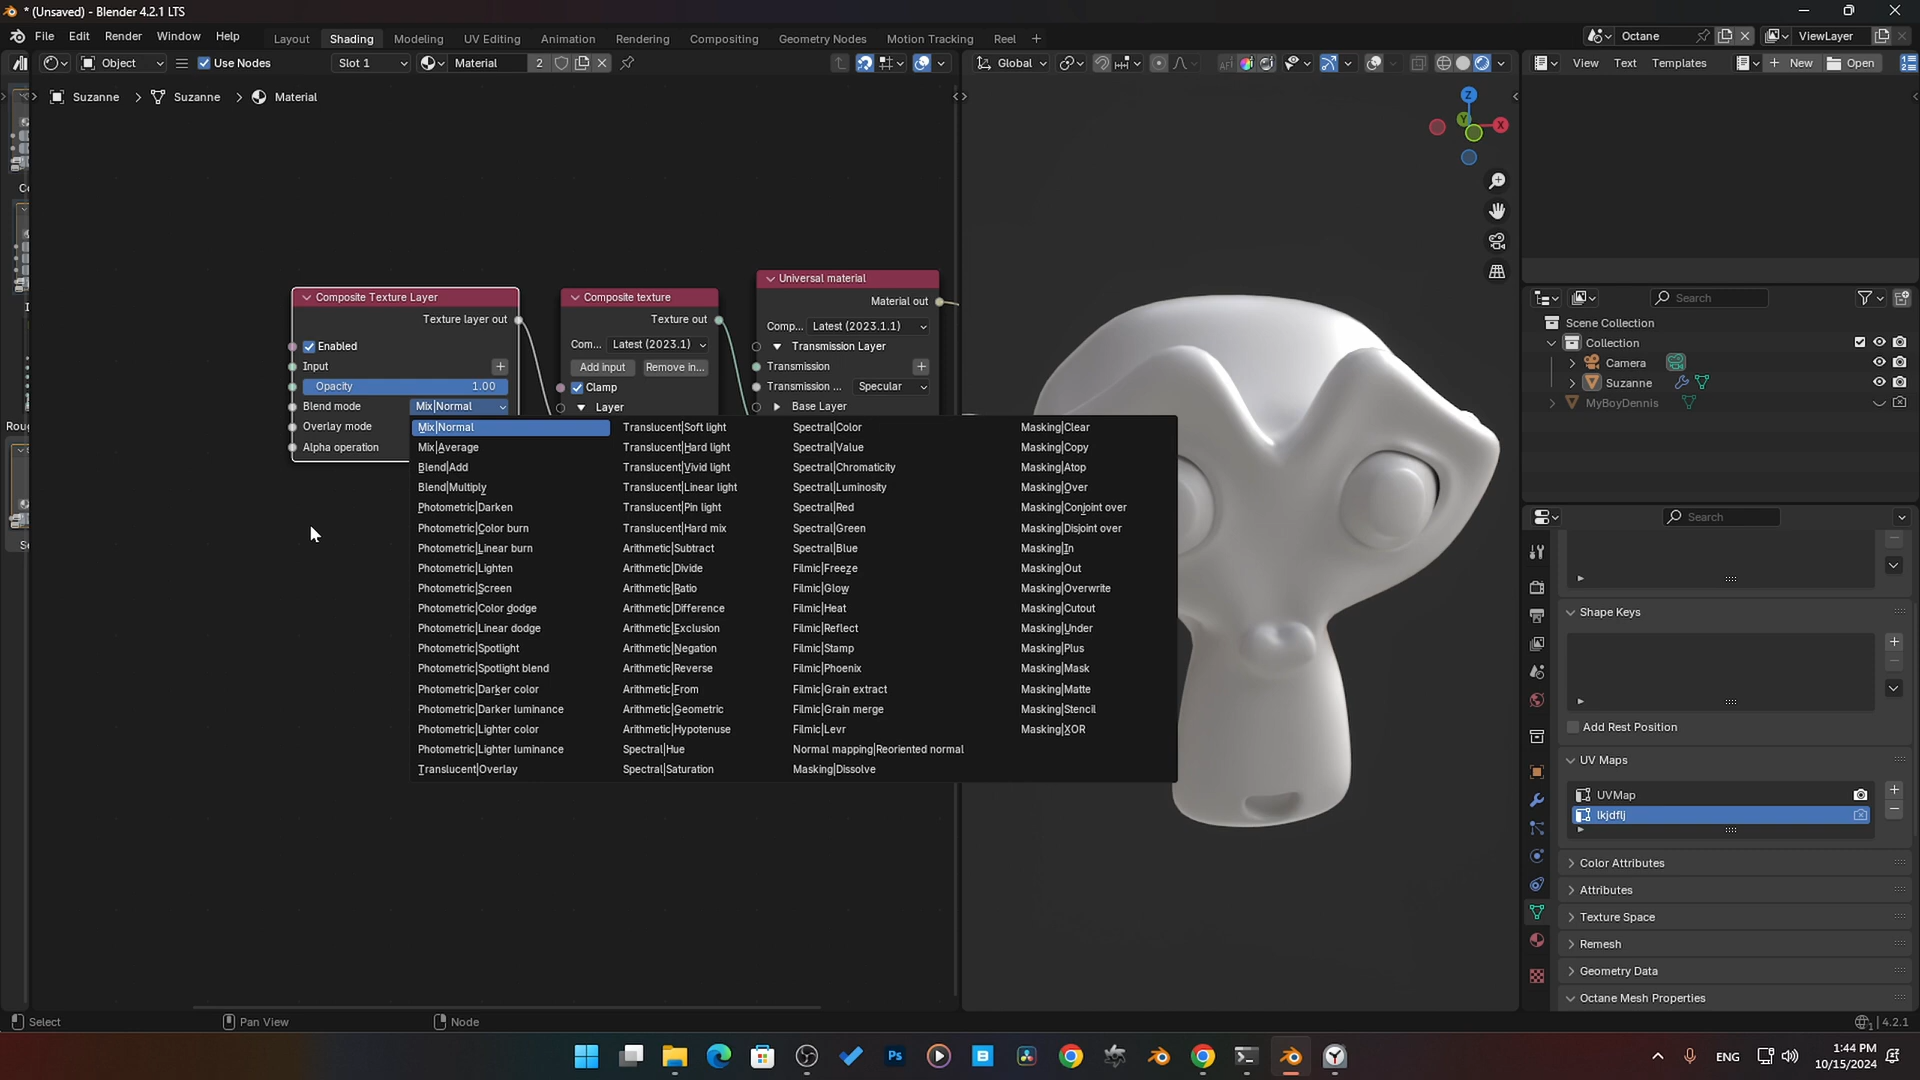 * (Unsaved) - Blender 4.2.1 LTS
File Edit Render Window Help
Layout Shading Modeling UV Editing Animation Rendering Compositing Geometry Nodes Motion Tracking Reel +
Octane
ViewLayer
Object
Use Nodes
Slot 1
Material 2
Global
View Text Templates
New
Open
Suzanne > Suzanne > Material
Z
Y
X
Composite Texture Layer
Texture layer out
Enabled
Input
Opacity 1.00
Blend mode Mix|Normal
Overlay mode
Alpha operation
Composite texture
Texture out
Com... Latest (2023.1)
Add input Remove in...
Clamp
Layer
Universal material
Material out
Comp... Latest (2023.1.1)
Transmission Layer
Transmission
Transmission ... Specular
Base Layer
Mix|Normal
Mix|Average
Blend|Add
Blend|Multiply
Photometric|Darken
Photometric|Color burn
Photometric|Linear burn
Photometric|Lighten
Photometric|Screen
Photometric|Color dodge
Photometric|Linear dodge
Photometric|Spotlight
Photometric|Spotlight blend
Photometric|Darker color
Photometric|Darker luminance
Photometric|Lighter color
Photometric|Lighter luminance
Translucent|Overlay
Translucent|Soft light
Translucent|Hard light
Translucent|Vivid light
Translucent|Linear light
Translucent|Pin light
Translucent|Hard mix
Arithmetic|Subtract
Arithmetic|Divide
Arithmetic|Ratio
Arithmetic|Difference
Arithmetic|Exclusion
Arithmetic|Negation
Arithmetic|Reverse
Arithmetic|From
Arithmetic|Geometric
Arithmetic|Hypotenuse
Spectral|Hue
Spectral|Saturation
Spectral|Color
Spectral|Value
Spectral|Chromaticity
Spectral|Luminosity
Spectral|Red
Spectral|Green
Spectral|Blue
Filmic|Freeze
Filmic|Glow
Filmic|Heat
Filmic|Reflect
Filmic|Stamp
Filmic|Phoenix
Filmic|Grain extract
Filmic|Grain merge
Filmic|Levr
Normal mapping|Reoriented normal
Masking|Dissolve
Masking|Clear
Masking|Copy
Masking|Atop
Masking|Over
Masking|Conjoint over
Masking|Disjoint over
Masking|In
Masking|Out
Masking|Overwrite
Masking|Cutout
Masking|Under
Masking|Plus
Masking|Mask
Masking|Matte
Masking|Stencil
Masking|XOR
Search
Scene Collection
Collection
Camera
Suzanne
MyBoyDennis
Search
Shape Keys
Add Rest Position
UV Maps
UVMap
lkjdflj
Color Attributes
Attributes
Texture Space
Remesh
Geometry Data
Octane Mesh Properties
Select
Pan View
Node
4.2.1
Ps
ENG
1:44 PM
10/15/2024